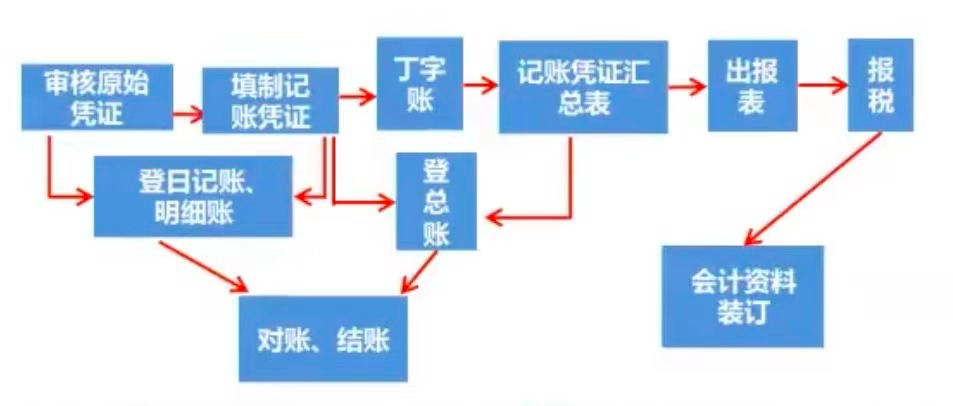 审核原始
凭证
填制记
账凭证
丁字
账
记账凭证汇
总表
出报
表
报
税
登日记账、
明细账
登
总
账
会计资料
装订
对账、结账